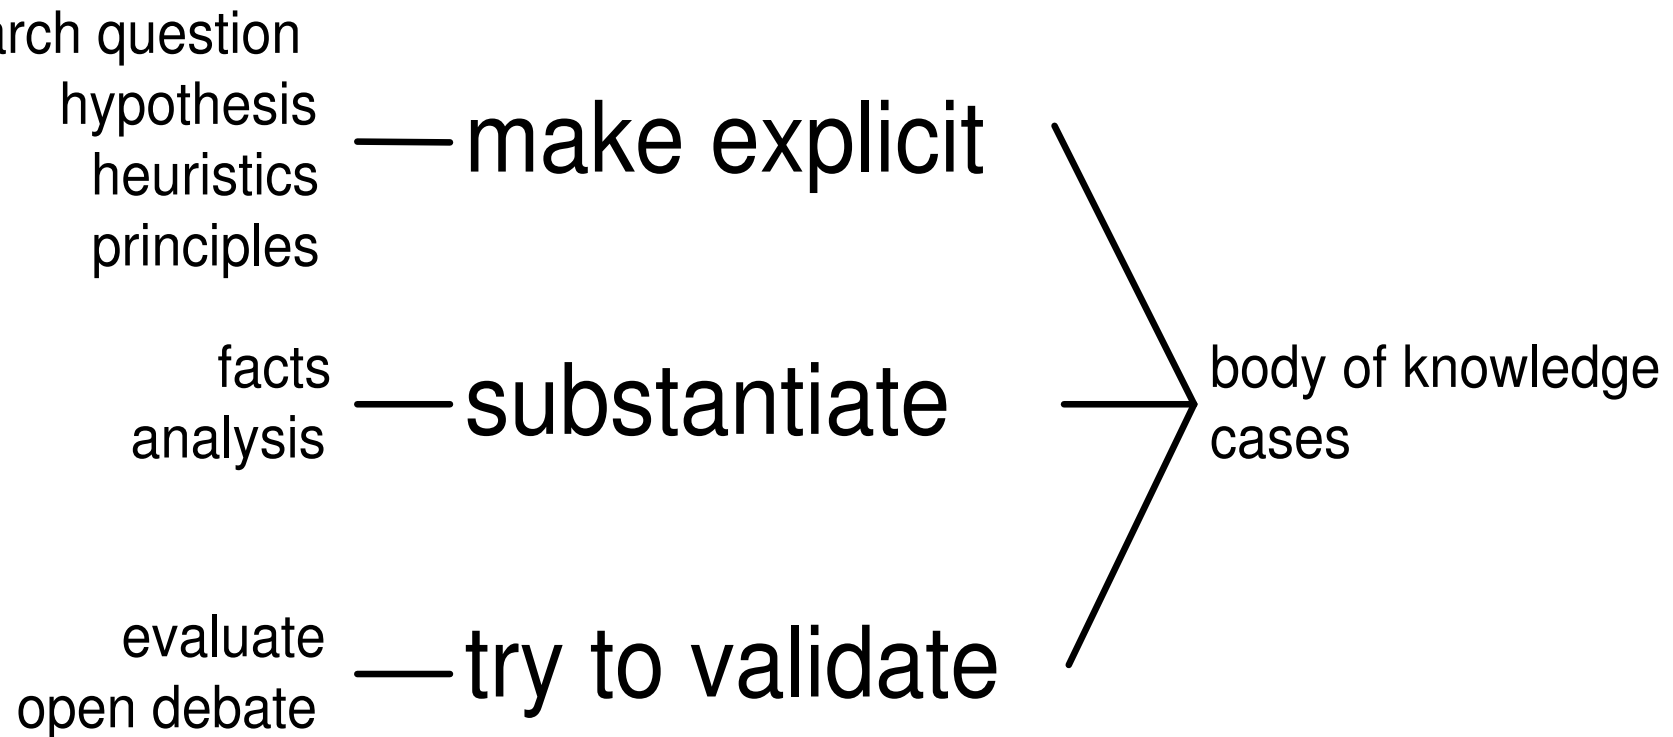 question
hypothesis
heuristics
principles
make explicit
facts
analysis
substantiate
body of knowledge
cases
evaluate
open debate
try to validate